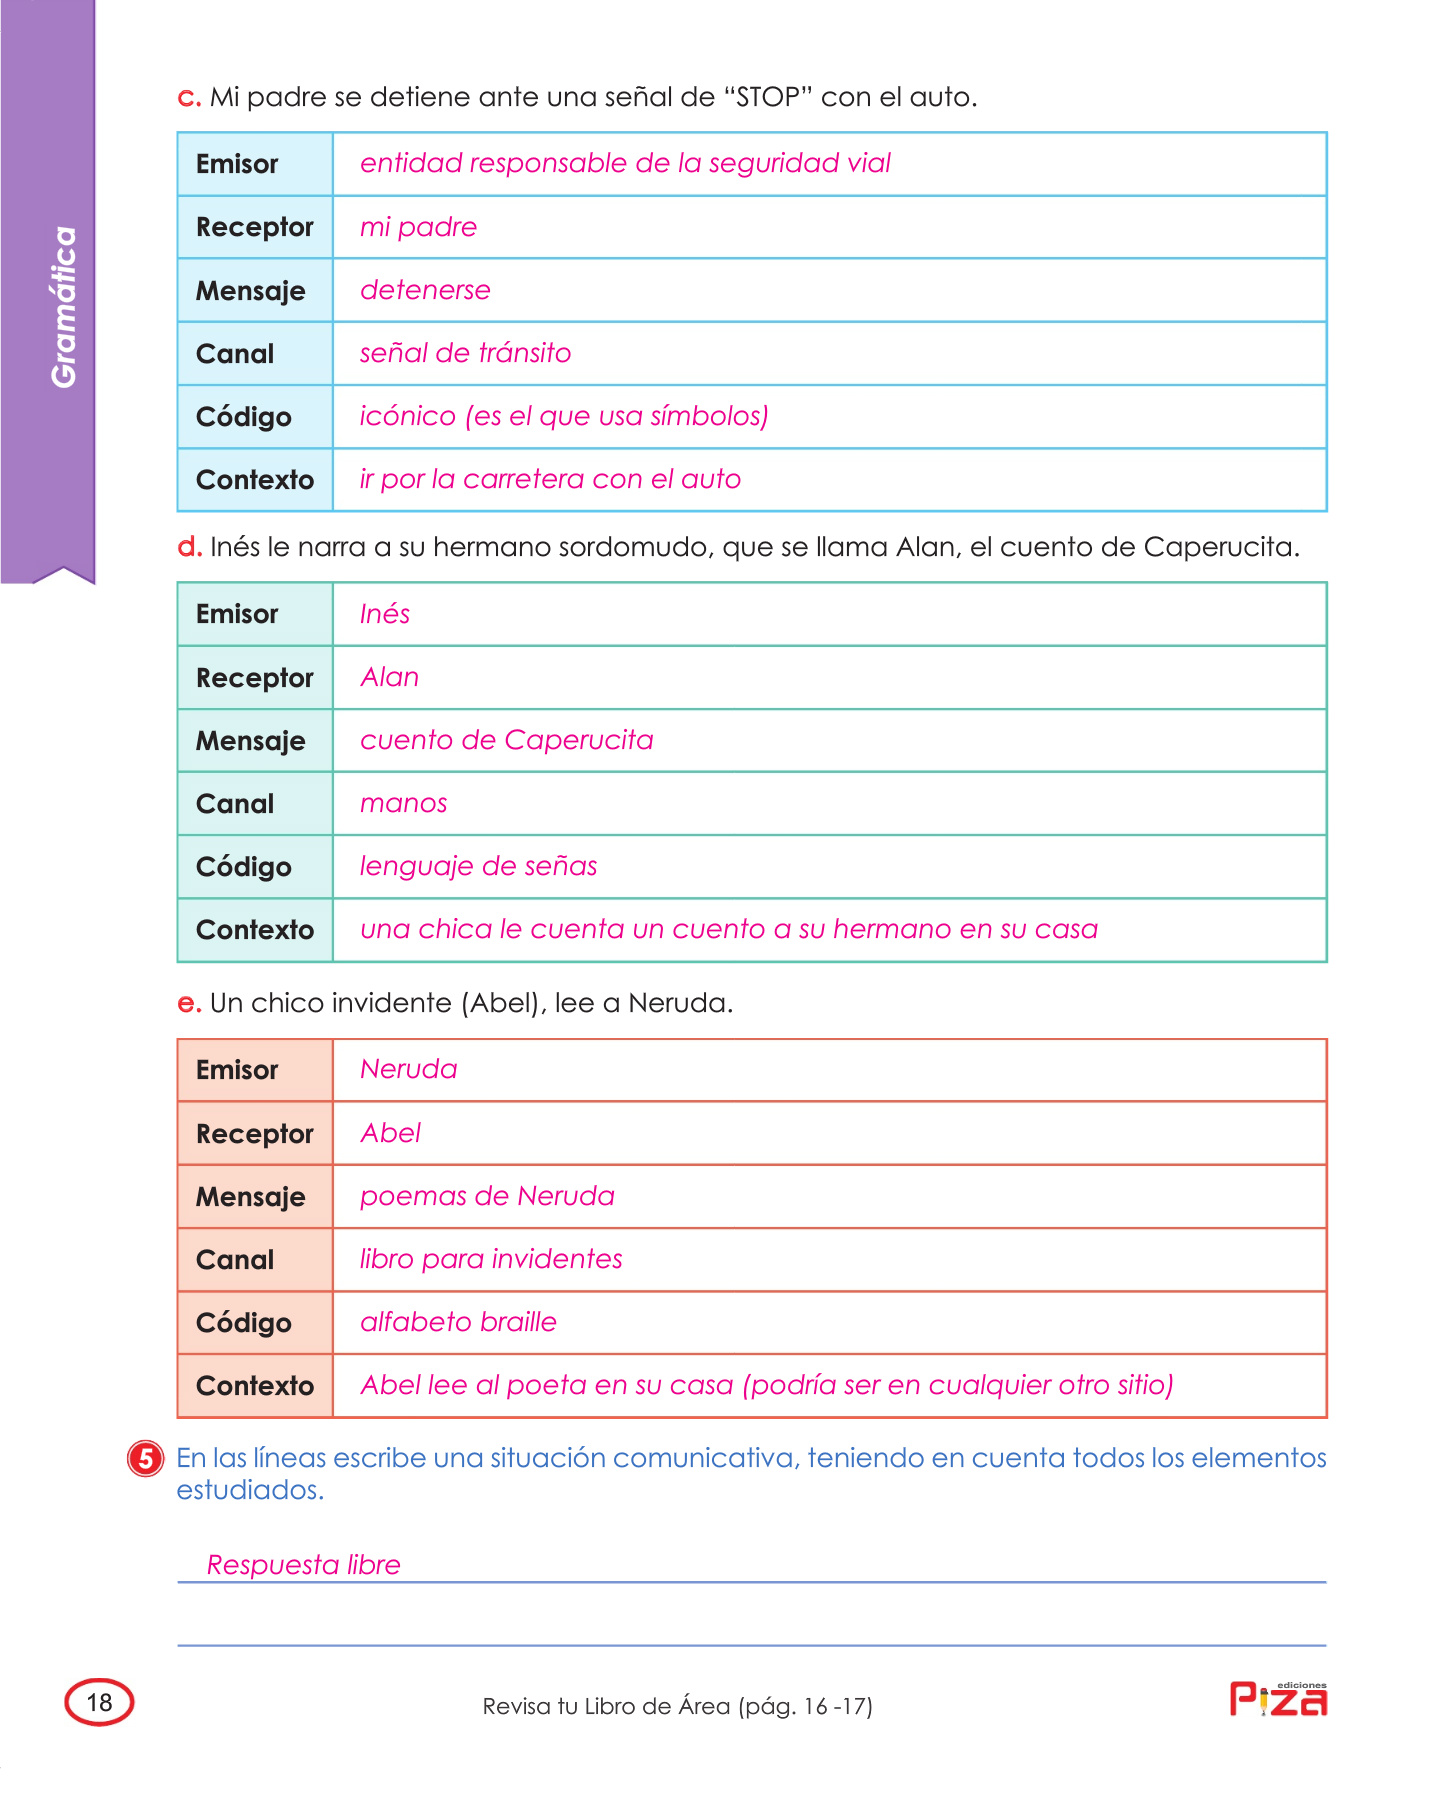 Gramática
c. Mi padre se detiene ante una señal de “STOP” con el auto.
Emisor entidad responsable de la seguridad vial
Receptor mi padre
Mensaje detenerse
Canal señal de tránsito
Código icónico (es el que usa símbolos)
Contexto ir por la carretera con el auto
d. Inés le narra a su hermano sordomudo, que se llama Alan, el cuento de Caperucita.
Emisor Inés
Receptor Alan
Mensaje cuento de Caperucita
Canal manos
Código lenguaje de señas
Contexto una chica le cuenta un cuento a su hermano en su casa
e. Un chico invidente (Abel), lee a Neruda.
Emisor Neruda
Receptor Abel
Mensaje poemas de Neruda
Canal libro para invidentes
Código alfabeto braille
Contexto Abel lee al poeta en su casa (podría ser en cualquier otro sitio)
5 En las líneas escribe una situación comunicativa, teniendo en cuenta todos los elementos
estudiados.
Respuesta libre
18
Revisa tu Libro de Área (pág. 16 -17)
ediciones
Piza